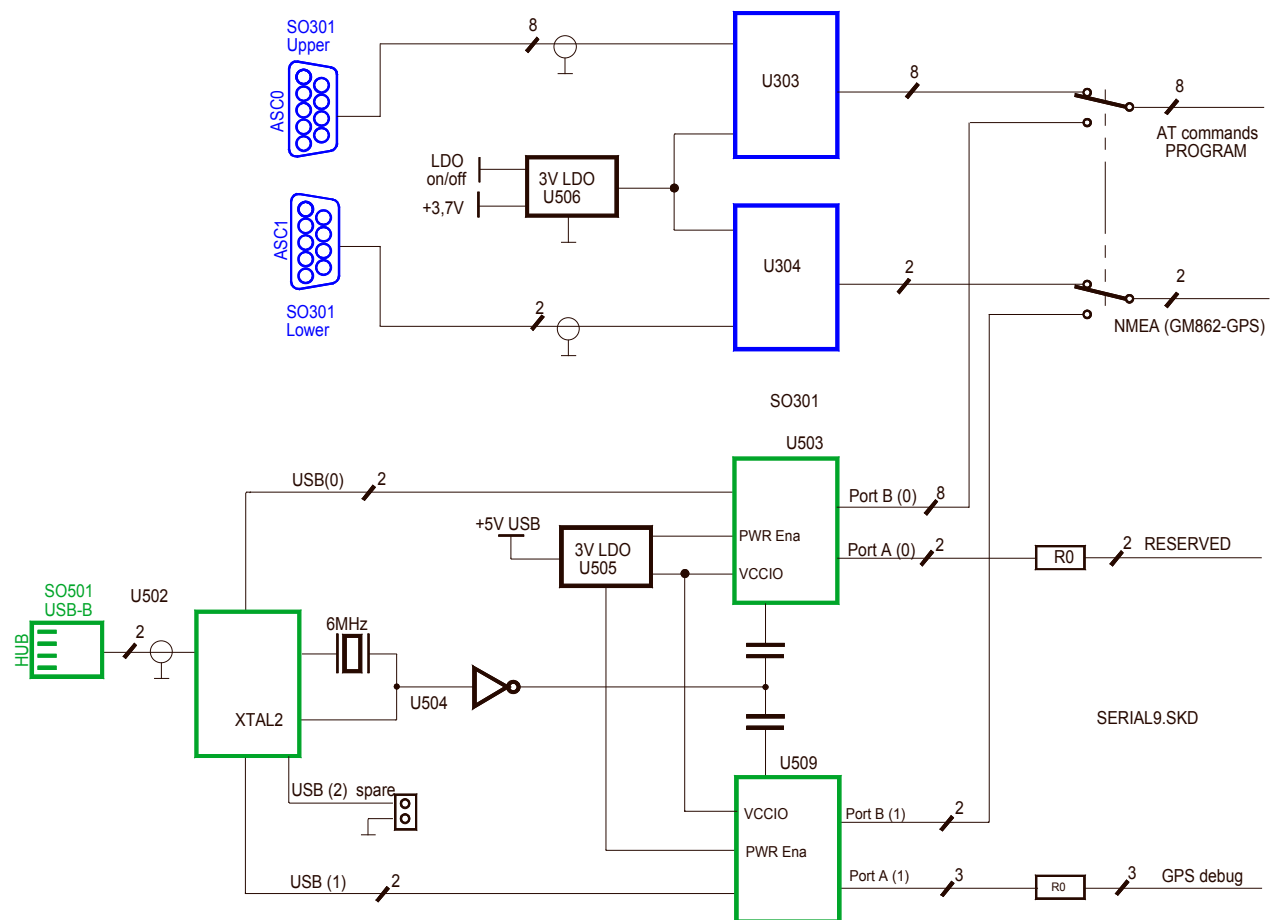 SO301
Upper
ASC0
8
U303
8
8
AT commands
PROGRAM
LDO
on/off
+3,7V
3V LDO
U506
ASC1
SO301
Lower
2
U304
2
2
NMEA (GM862-GPS)
SO301
U503
USB(0)
2
Port B (0)
8
+5V USB
3V LDO
U505
PWR Ena
VCCIO
Port A (0)
2
R0
2
RESERVED
SO501
USB-B
HUB
2
U502
6MHz
XTAL2
U504
SERIAL9.SKD
U509
USB (2) spare
VCCIO
PWR Ena
Port B (1)
2
USB (1)
2
Port A (1)
3
R0
3
GPS debug